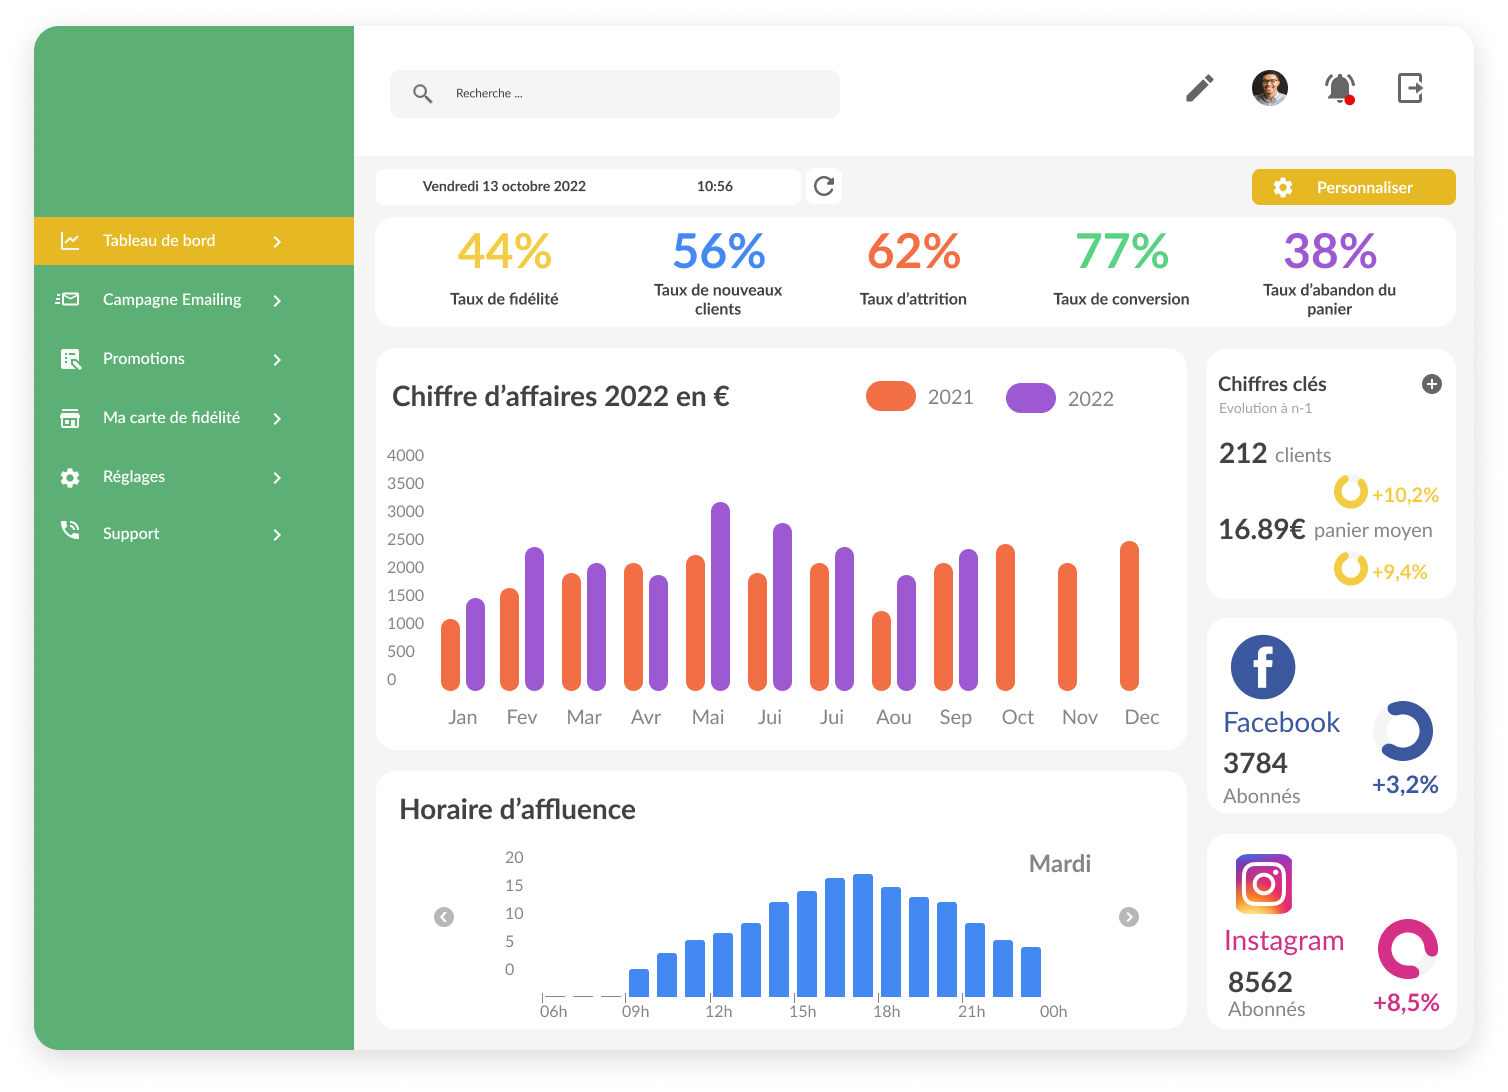 Recherche ...
Vendredi 13 octobre 2022
10:56
Personnaliser
Tableau de bord
Campagne Emailing
Promotions
Ma carte de fidélité
Réglages
Support
44%
Taux de fidélité
56%
Taux de nouveaux
clients
62%
Taux d’attrition
77%
Taux de conversion
38%
Taux d’abandon du
panier
Chiffre d’affaires 2022 en €
2021
2022
4000
3500
3000
2500
2000
1500
1000
500
0
Jan Fev Mar Avr Mai Jui Jui Aou Sep Oct Nov Dec
Chiffres clés
Evolution à n-1
212 clients
+10,2%
16.89€ panier moyen
+9,4%
Facebook
3784
Abonnés
+3,2%
Horaire d’affluence
Mardi
20
15
10
5
0
06h 09h 12h 15h 18h 21h 00h
Instagram
8562
Abonnés
+8,5%